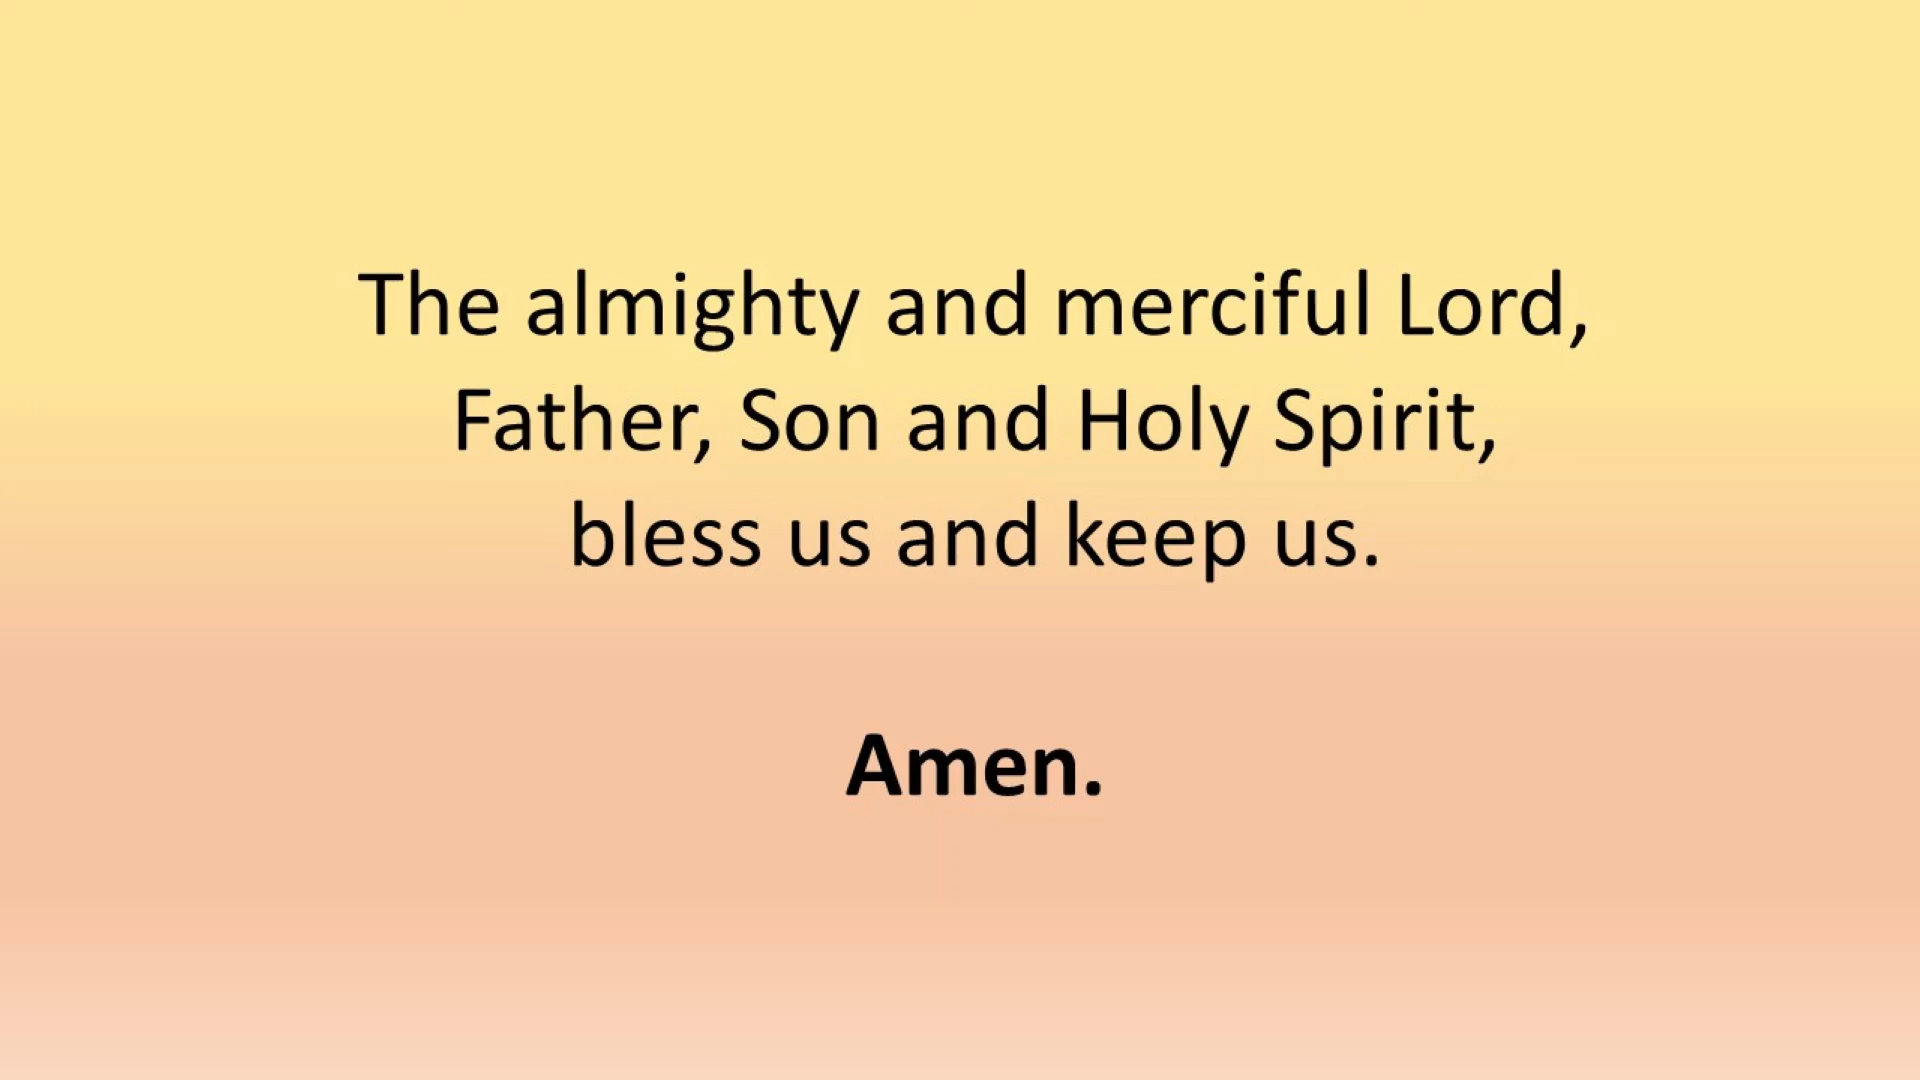 The almighty and merciful Lord,
Father, Son and Holy Spirit,
bless us and keep us.
Amen.